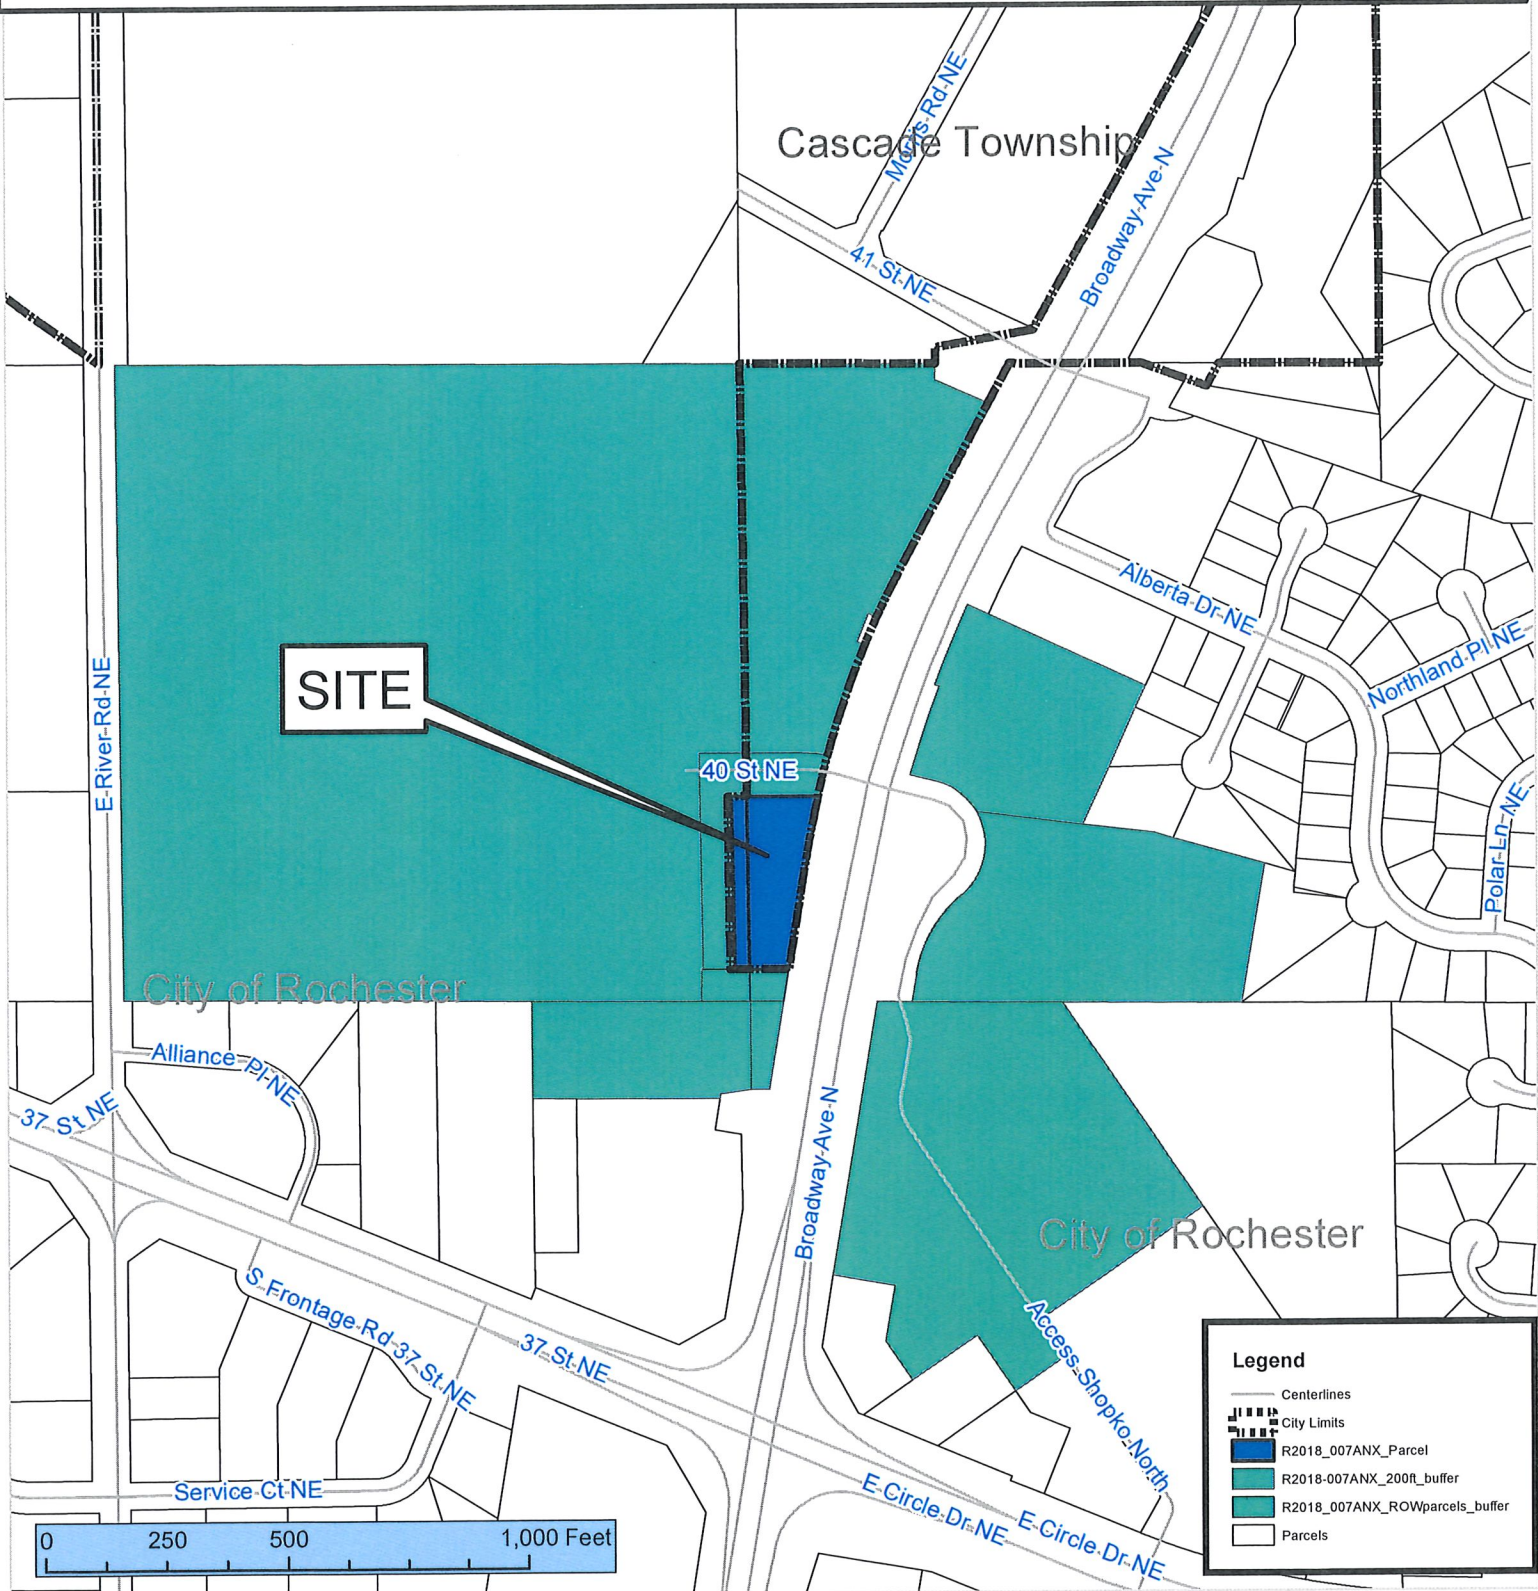 Morris-Rd-NE
Cascade Township
Broadway-Ave-N
41 St NE
Alberta-Dr-NE
Northland-Pl-NE
SITE
E-River-Rd-NE
40 St NE
Polar-Ln-NE
City of Rochester
Alliance-Pl-NE
37 St NE
Broadway-Ave-N
City of Rochester
S Frontage-Rd-37-St-NE
37-St-NE
Access-Shopko-North
Service-Ct-NE
E-Circle-Dr-NE
E-Circle-Dr-NE
0 250 500 1,000 Feet
Legend
Centerlines
City Limits
R2018_007ANX_Parcel
R2018-007ANX_200ft_buffer
R2018_007ANX_ROWparcels_buffer
Parcels